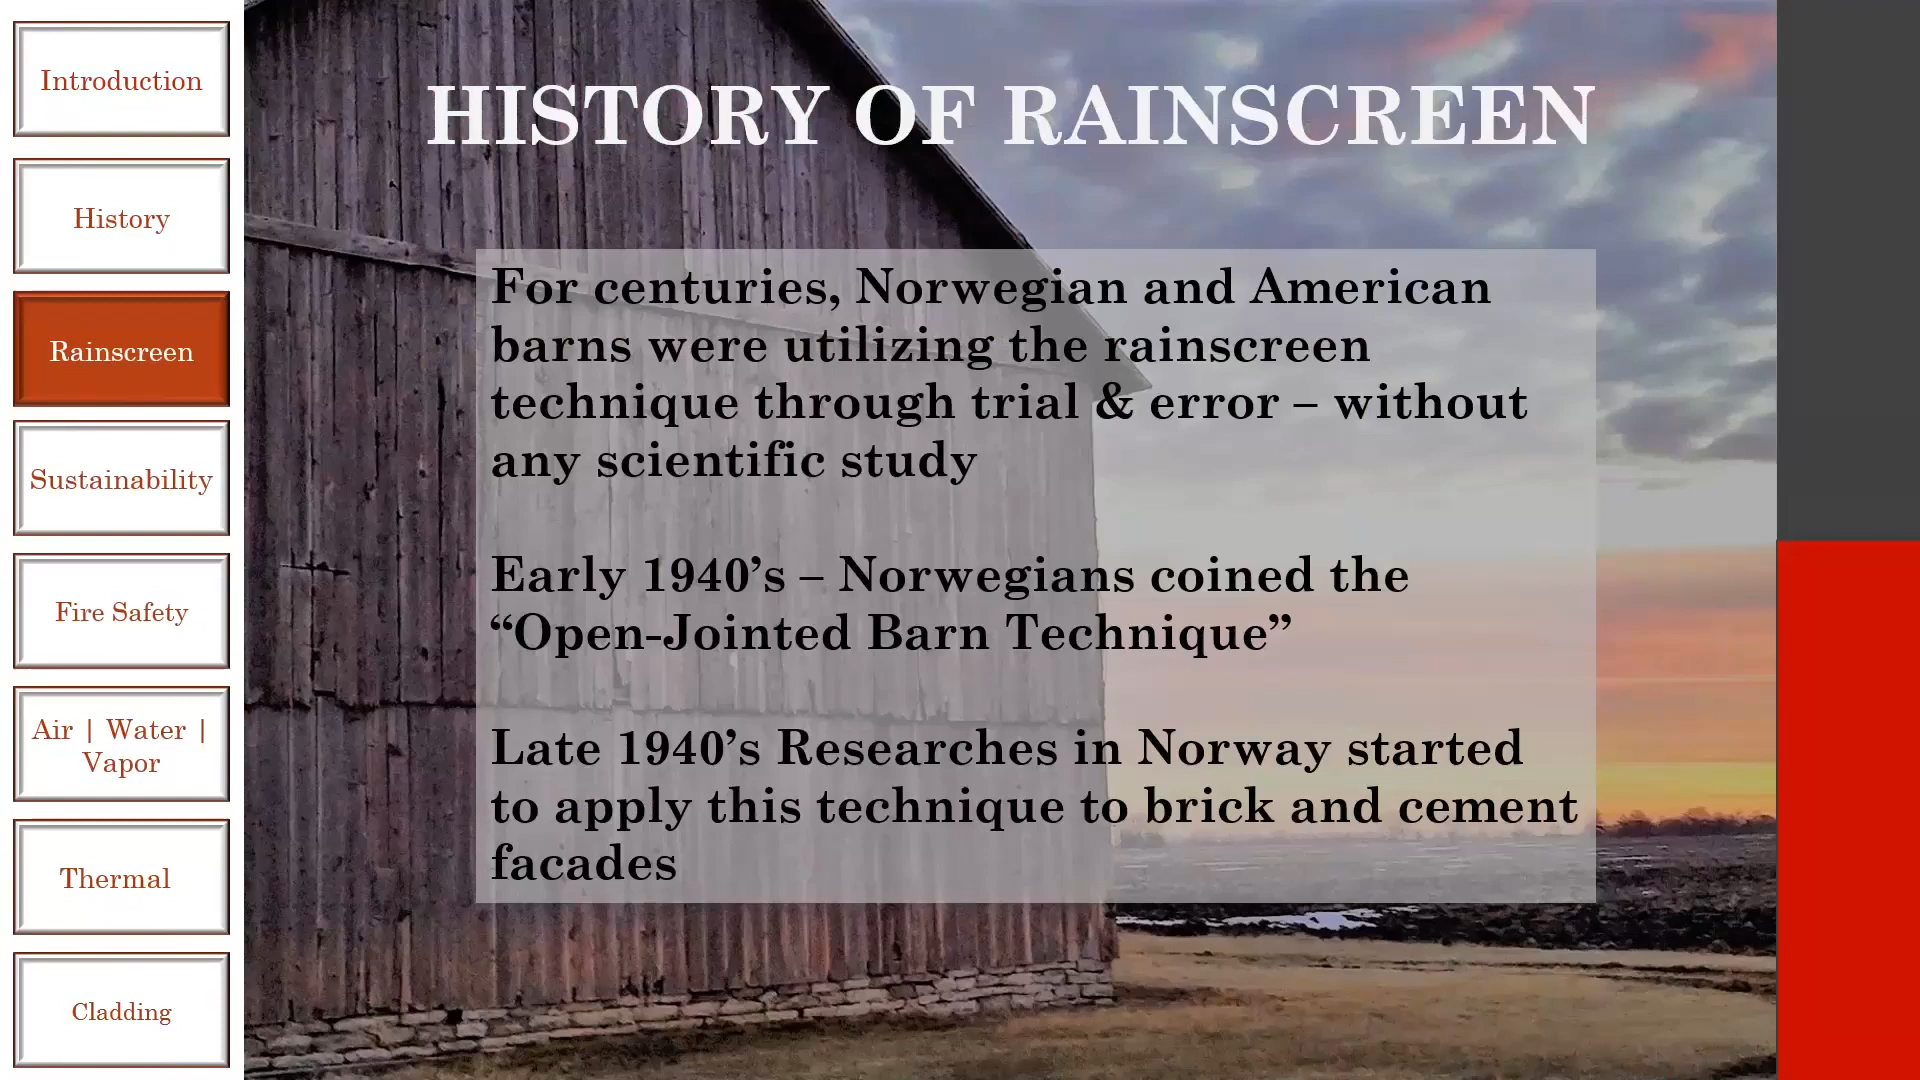 Introduction
History
Rainscreen
Sustainability
Fire Safety
Air | Water |
Vapor
Thermal
Cladding
HISTORY OF RAINSCREEN
For centuries, Norwegian and American
barns were utilizing the rainscreen
technique through trial & error – without
any scientific study
Early 1940’s – Norwegians coined the
“Open-Jointed Barn Technique”
Late 1940’s Researches in Norway started
to apply this technique to brick and cement
facades